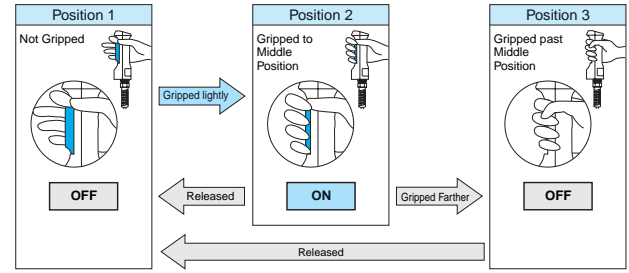 Position 1
Not Gripped
OFF
Gripped lightly
Released
Position 2
Gripped to
Middle
Position
ON
Gripped Farther
Position 3
Gripped past
Middle
Position
OFF
Released